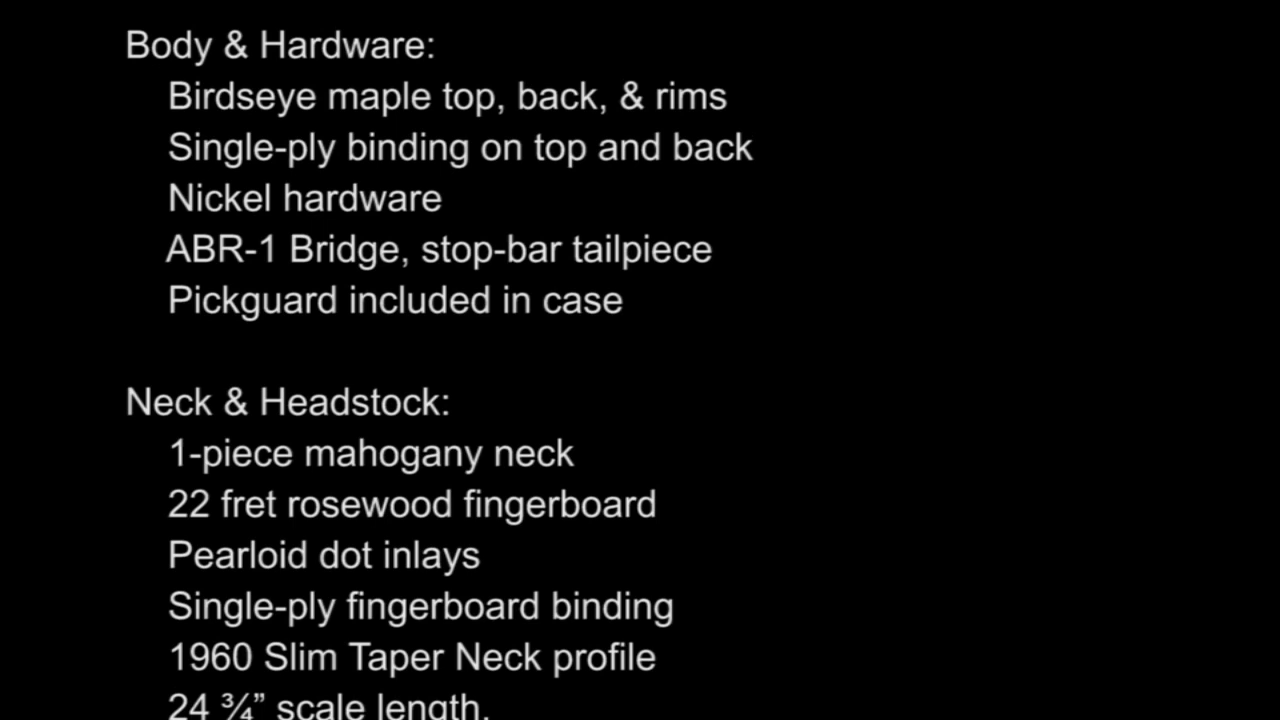 Body & Hardware:
Birdseye maple top, back, & rims
Single-ply binding on top and back
Nickel hardware
ABR-1 Bridge, stop-bar tailpiece
Pickguard included in case
Neck & Headstock:
1-piece mahogany neck
22 fret rosewood fingerboard
Pearloid dot inlays
Single-ply fingerboard binding
1960 Slim Taper Neck profile
24 ¾” scale length.